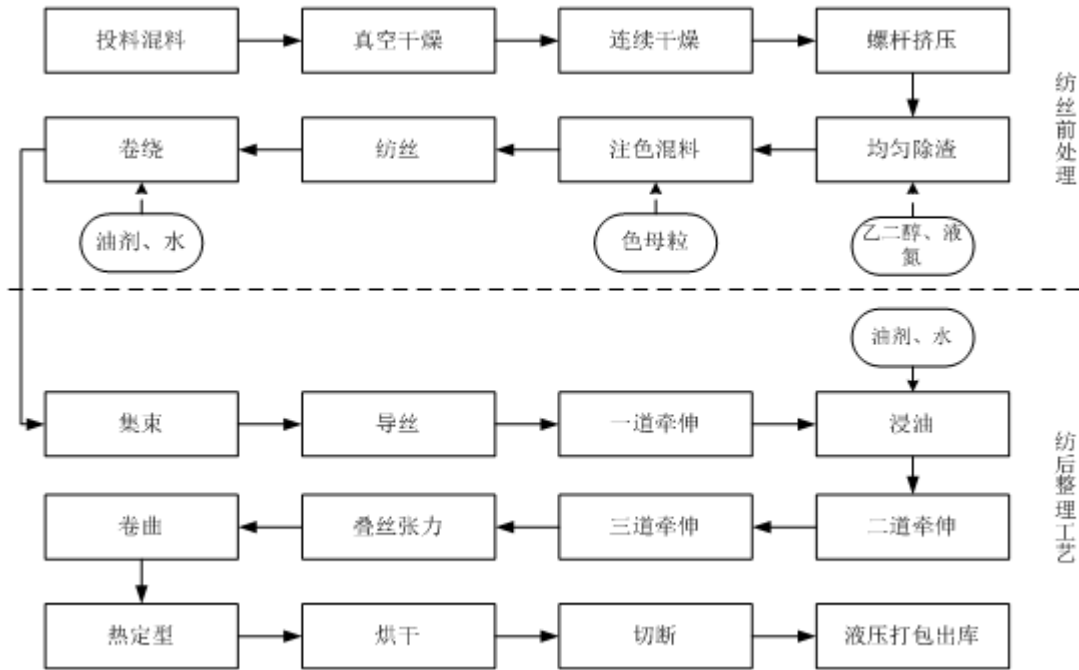 投料混料
真空干燥
连续干燥
螺杆挤压
纺丝前处理
卷绕
纺丝
注色混料
均匀除渣
油剂、水
色母粒
乙二醇、液
氮
油剂、水
集束
导丝
一道牵伸
浸油
纺后整理工艺
卷曲
叠丝张力
三道牵伸
二道牵伸
热定型
烘干
切断
液压打包出库